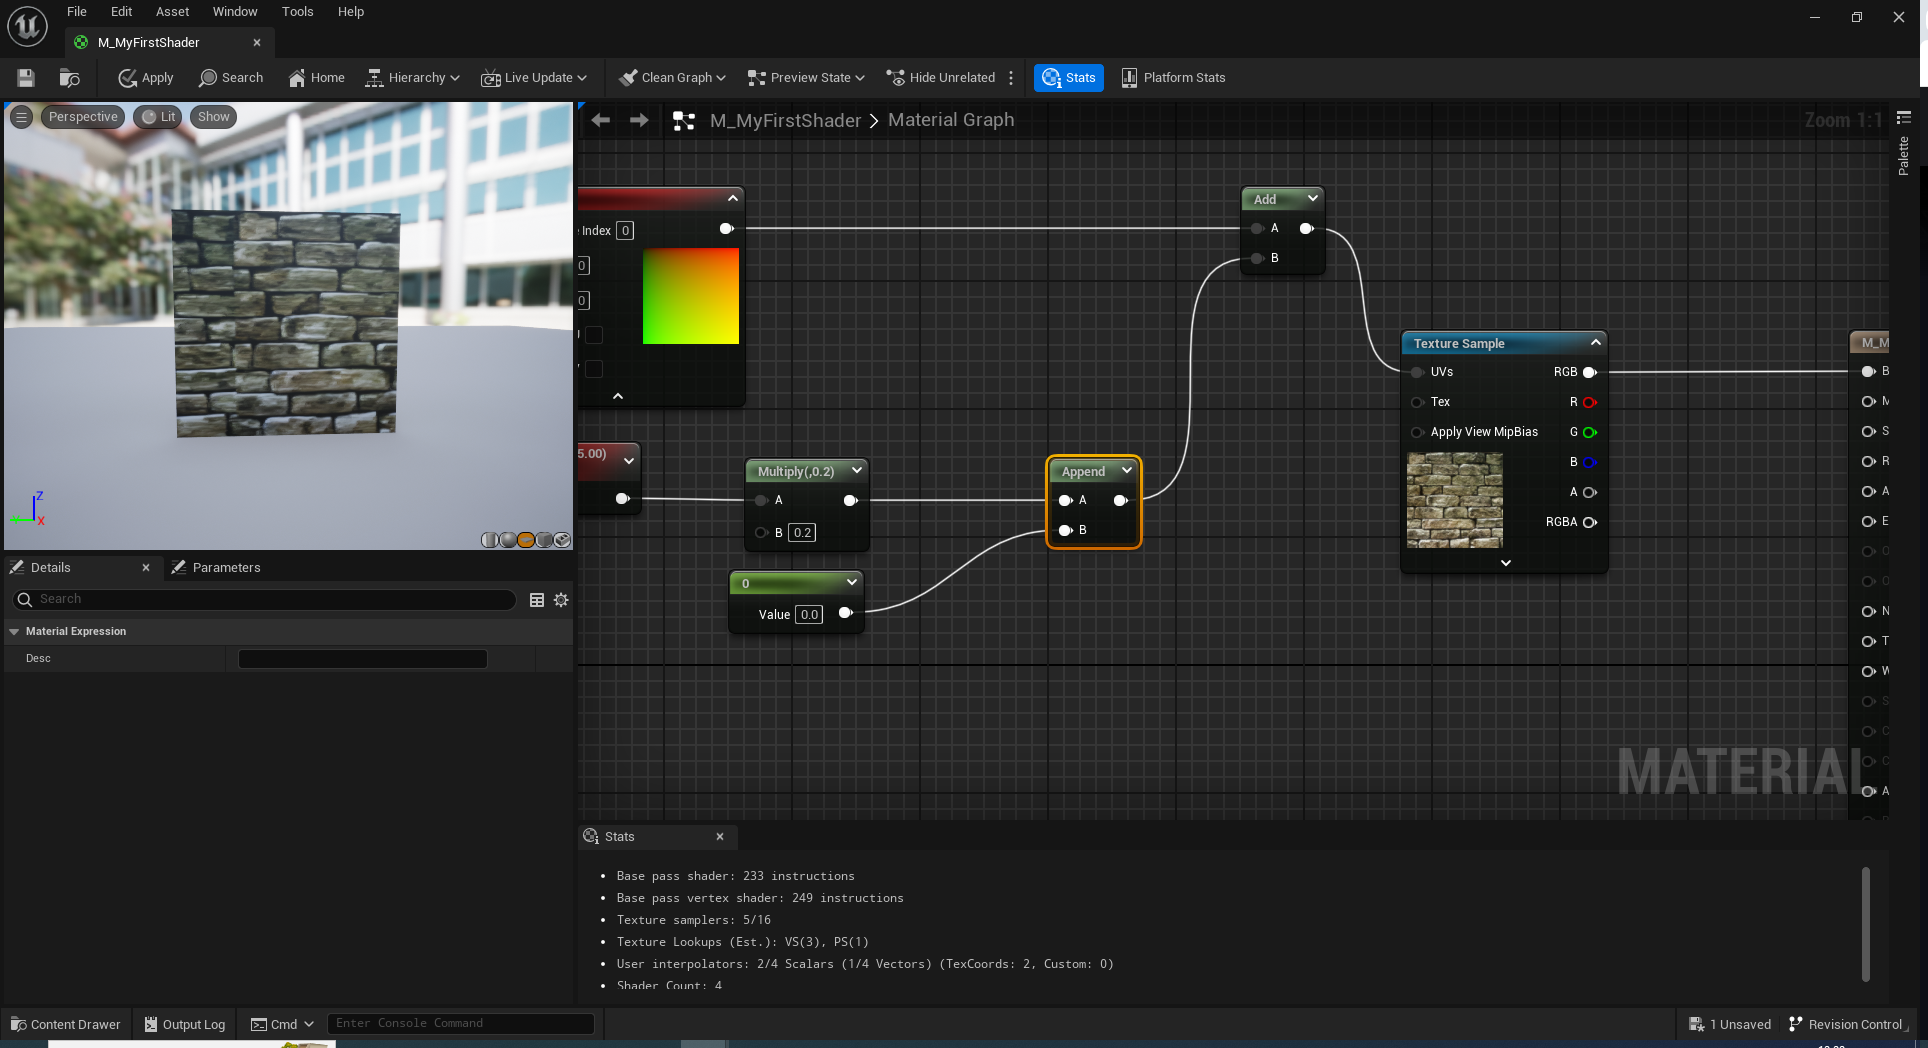 File Edit Asset Window Tools Help
M_MyFirstShader
Apply Search Home Hierarchy Live Update Clean Graph Preview State Hide Unrelated Stats Platform Stats
Perspective Lit Show
M_MyFirstShader > Material Graph
Zoom 1:1
Palette
Index 0
0
0
Add
A
B
5.00)
Multiply(,0.2)
A
B 0.2
0
Value 0.0
Append
A
B
Texture Sample
UVs RGB
Tex R
Apply View MipBias G
B
A
RGBA
M_M
B
M
S
R
A
E
O
O
N
T
W
S
C
C
A
MATERIAL
Z
X
Details Parameters
Search
Material Expression
Desc
Stats
Base pass shader: 233 instructions
Base pass vertex shader: 249 instructions
Texture samplers: 5/16
Texture Lookups (Est.): VS(3), PS(1)
User interpolators: 2/4 Scalars (1/4 Vectors) (TexCoords: 2, Custom: 0)
Shader Count: 4
Content Drawer Output Log Cmd Enter Console Command 1 Unsaved Revision Control